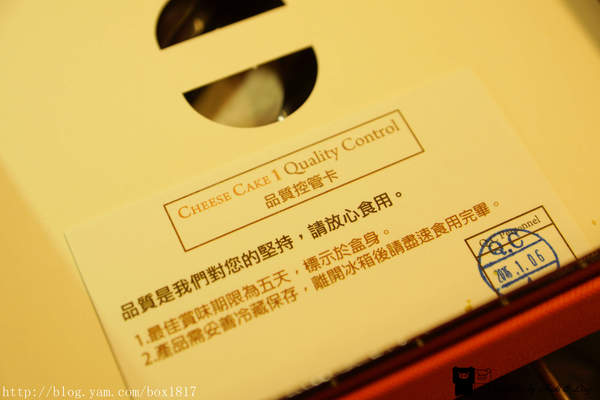 CHEESE CAKE 1 Quality Control
品質控管卡
品質是我們對您的堅持，請放心食用。
1.最佳賞味期限為五天，標示於盒身。
2.產品需妥善冷藏保存，離開冰箱後請盡速食用完畢。
Q.C
2015.1.06
http://blog.yam.com/box1817